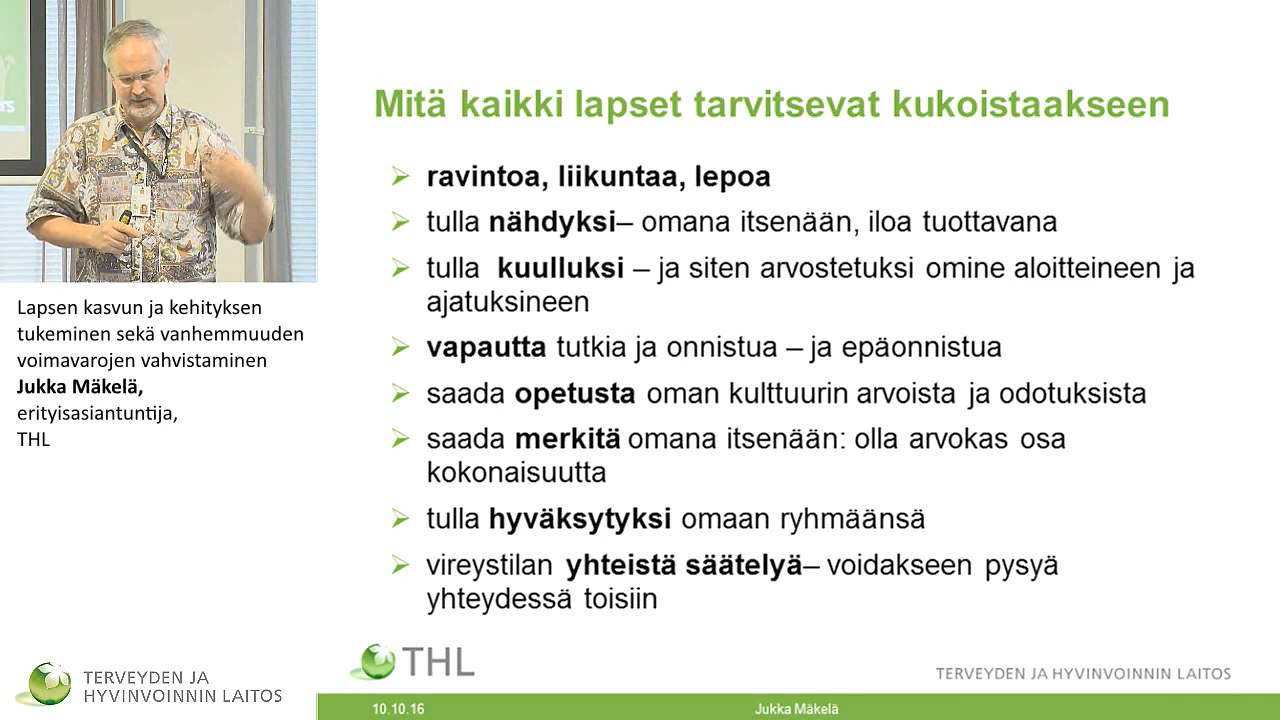 Lapsen kasvun ja kehityksen
tukeminen sekä vanhemmuuden
voimavarojen vahvistaminen
Jukka Mäkelä,
erityisasiantuntija,
THL
TERVEYDEN JA
HYVINVOINNIN LAITOS
Mitä kaikki lapset tarvitsevat kukoistaakseen
ravintoa, liikuntaa, lepoa
tulla nähdyksi– omana itsenään, iloa tuottavana
tulla kuulluksi – ja siten arvostetuksi omine aloitteineen ja
ajatuksineen
vapautta tutkia ja onnistua – ja epäonnistua
saada opetusta oman kulttuurin arvoista ja odotuksista
saada merkitä omana itsenään: olla arvokas osa
kokonaisuutta
tulla hyväksytyksi omaan ryhmäänsä
vireystilan yhteistä säätelyä– voidakseen pysyä
yhteydessä toisiin
THL
TERVEYDEN JA HYVINVOINNIN LAITOS
10.10.16
Jukka Mäkelä